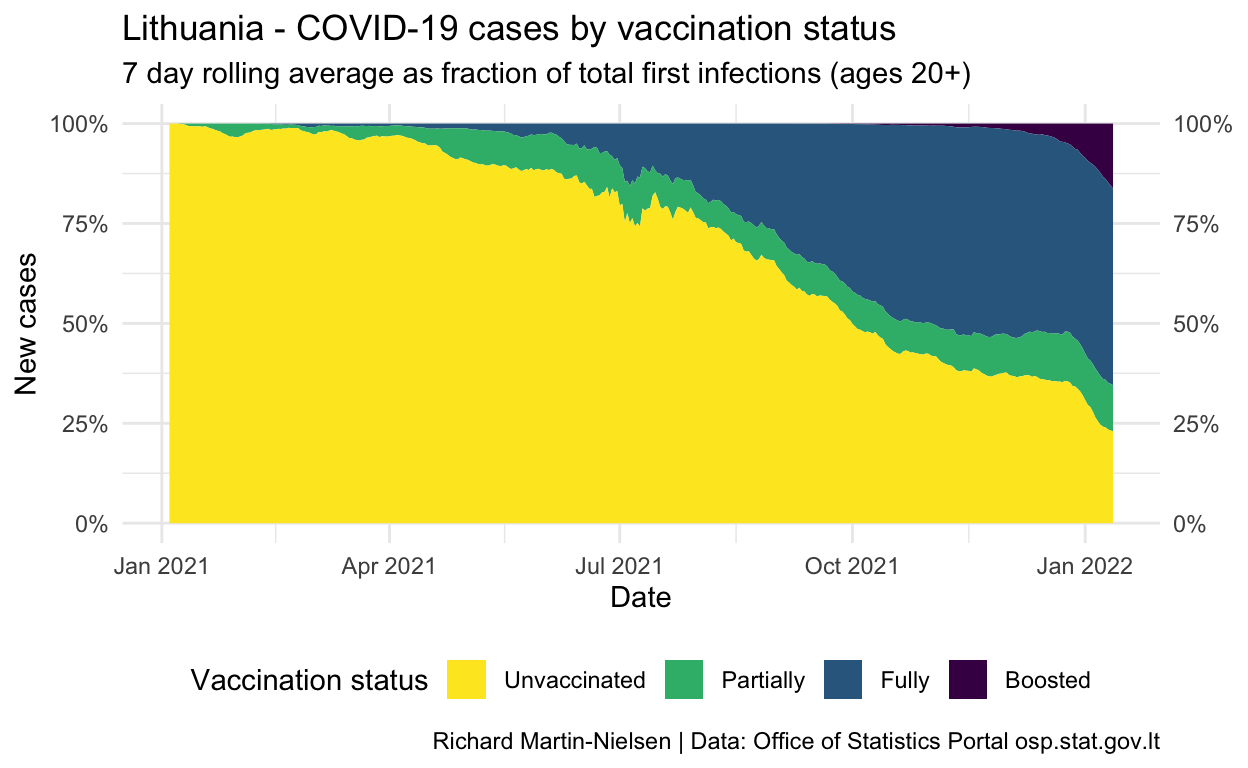 Lithuania - COVID-19 cases by vaccination status
7 day rolling average as fraction of total first infections (ages 20+)
New cases
100%
75%
50%
25%
0%
100%
75%
50%
25%
0%
Jan 2021 Apr 2021 Jul 2021 Oct 2021 Jan 2022
Date
Vaccination status Unvaccinated Partially Fully Boosted
Richard Martin-Nielsen | Data: Office of Statistics Portal osp.stat.gov.lt